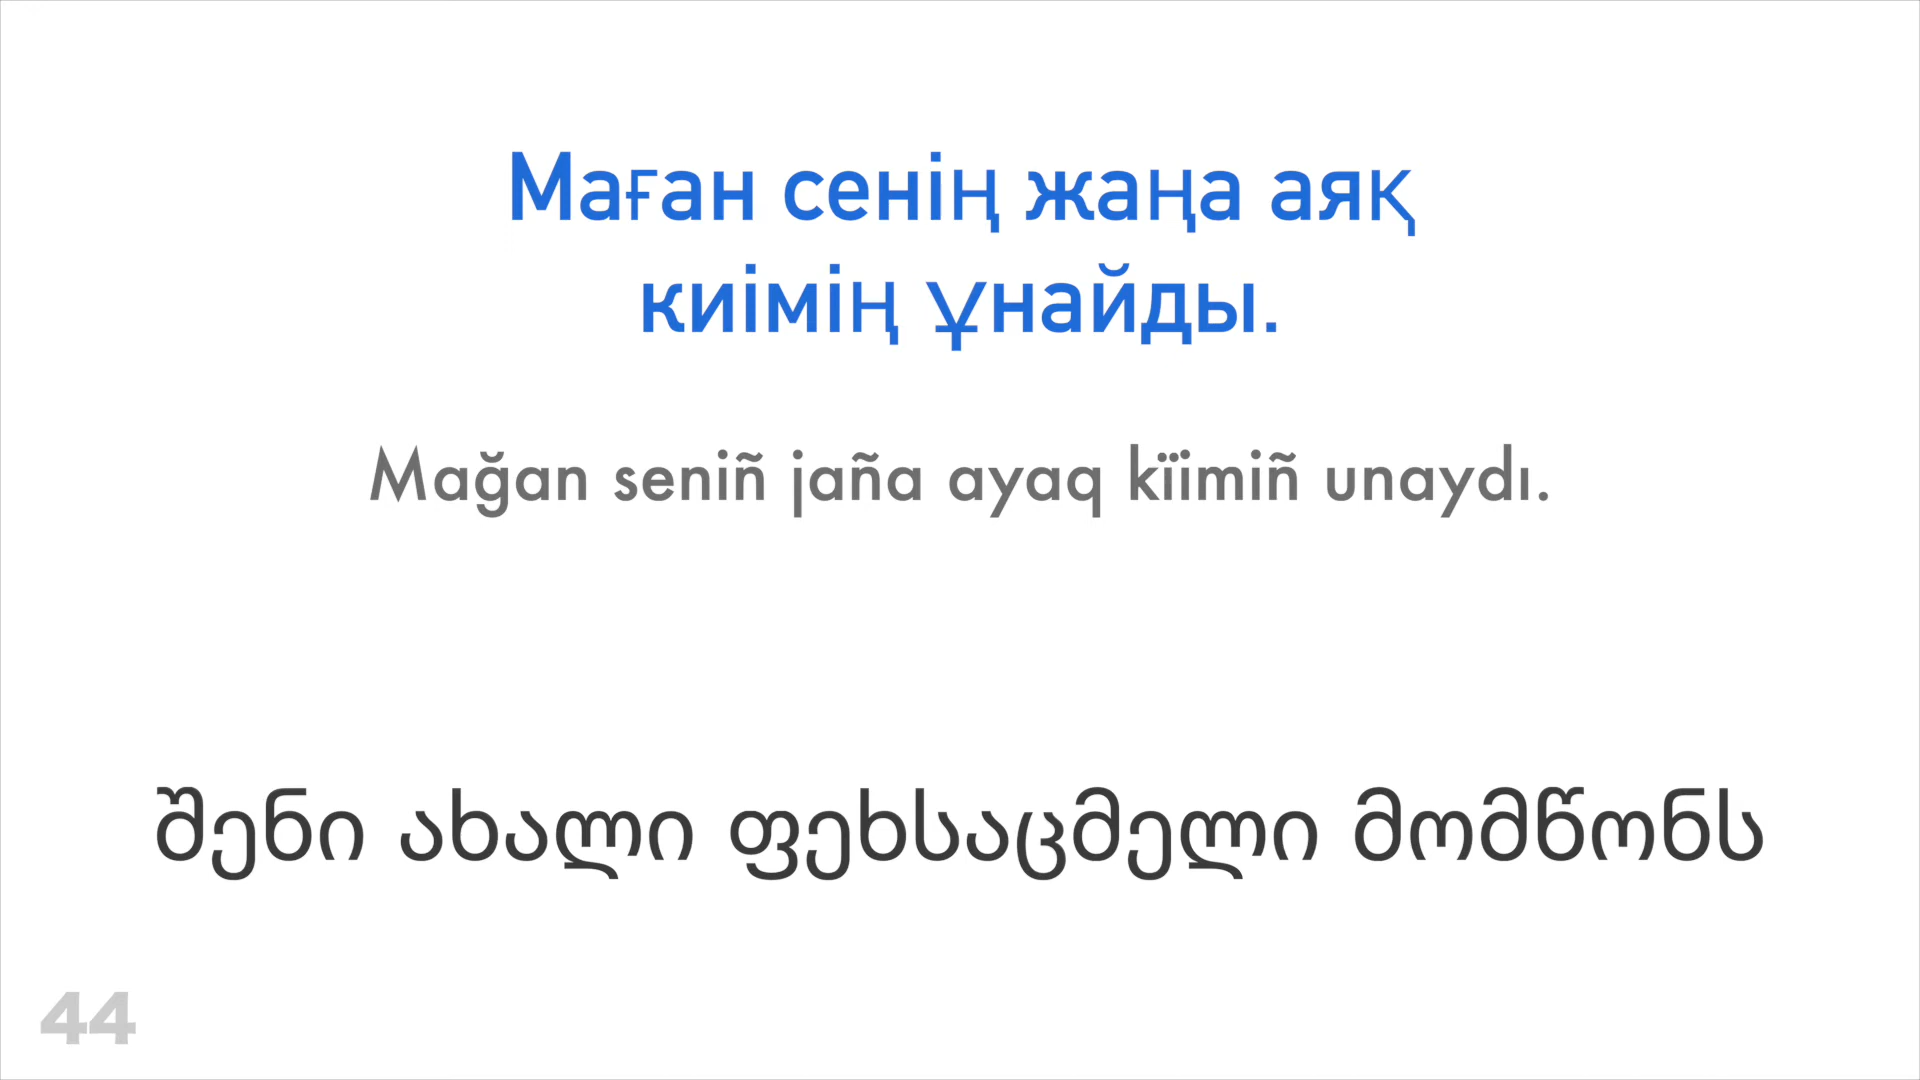 Маған сенің жаңа аяқ
киімің ұнайды.
Mağan seniñ jaña ayaq kïimiñ unaydı.
შენი ახალი ფეხსაცმელი მომწონს
44